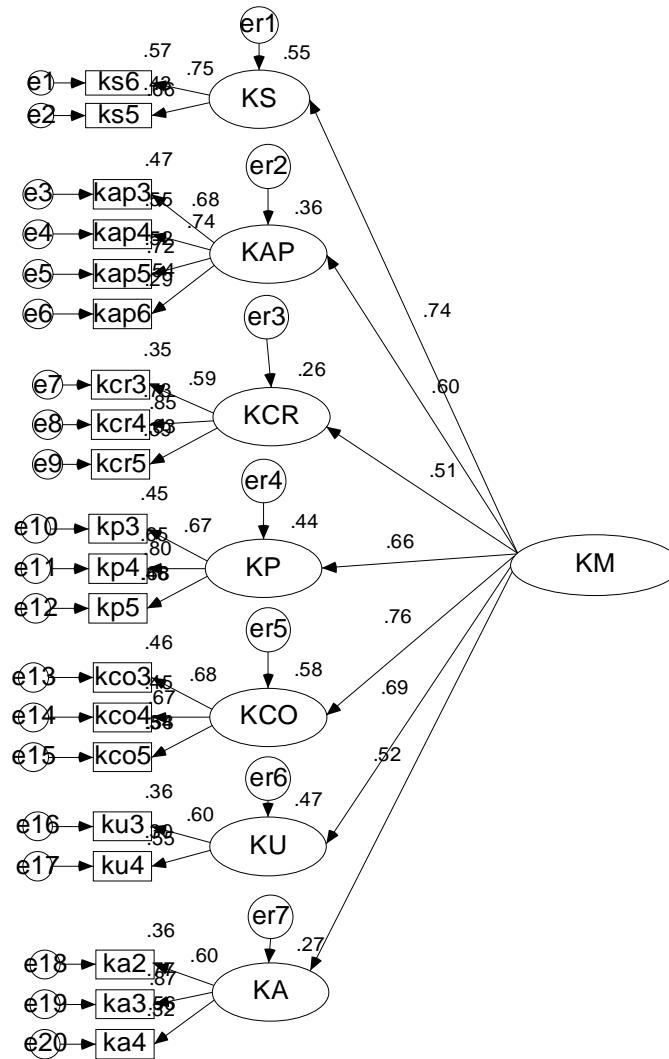 er1
.57
.55
.75
e1
ks6
KS
e2
ks5
er2
.47
.36
.68
e3
kap3
.74
e4
kap4
KAP
.72
e5
kap5
.29
e6
kap6
er3
.35
.26
.59
e7
kcr3
.85
e8
kcr4
KCR
e9
kcr5
er4
.45
.44
.67
e10
kp3
.80
e11
kp4
KP
e12
kp5
er5
.46
.58
.68
e13
kco3
.67
e14
kco4
KCO
e15
kco5
er6
.36
.47
.60
e16
ku3
.55
e17
ku4
KU
er7
.36
.27
.60
e18
ka2
.87
e19
ka3
KA
e20
ka4
.74
.60
.51
.66
KM
.76
.69
.52